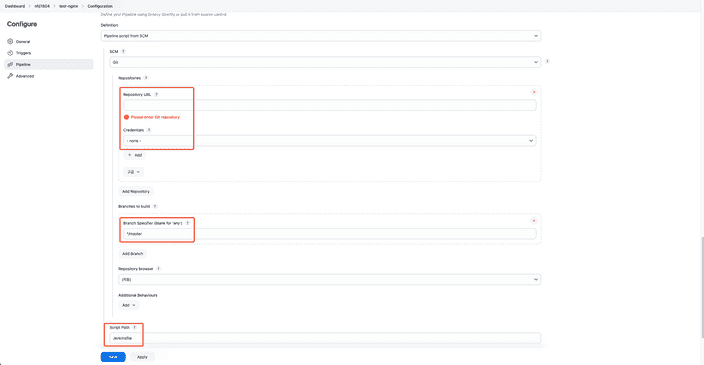 Dashboard > nfd1804 > test-nginx > Configuration
Configure
General
Triggers
Pipeline
Advanced
Define your Pipeline using Groovy directly or pull it from source control.
Definition
Pipeline script from SCM
SCM ?
Git
Repositories ?
Repository URL ?
Please enter Git repository.
Credentials ?
- none -
+ Add
高级
Add Repository
Branches to build ?
Branch Specifier (blank for 'any') ?
*/master
Add Branch
Repository browser ?
(自动)
Additional Behaviours
Add
Script Path ?
Jenkinsfile
Apply